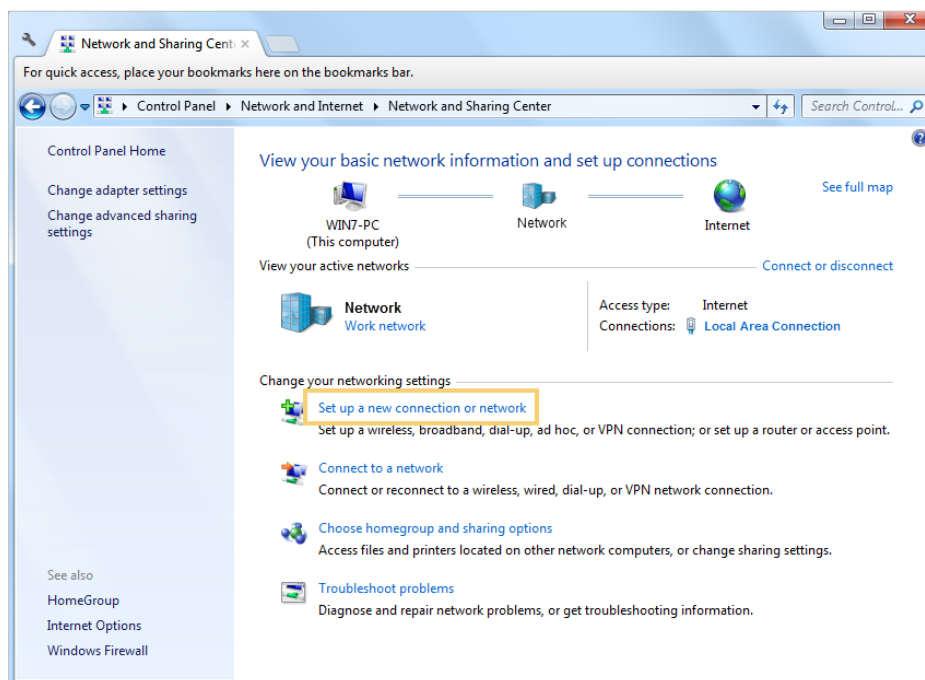 Network and Sharing Cent
For quick access, place your bookmarks here on the bookmarks bar.
Control Panel Network and Internet Network and Sharing Center Search Control...
Control Panel Home
Change adapter settings
Change advanced sharing
settings
See also
HomeGroup
Internet Options
Windows Firewall
View your basic network information and set up connections
See full map
WIN7-PC
(This computer)
Network
Internet
View your active networks
Connect or disconnect
Network
Work network
Access type: Internet
Connections: Local Area Connection
Change your networking settings
Set up a new connection or network
Set up a wireless, broadband, dial-up, ad hoc, or VPN connection; or set up a router or access point.
Connect to a network
Connect or reconnect to a wireless, wired, dial-up, or VPN network connection.
Choose homegroup and sharing options
Access files and printers located on other network computers, or change sharing settings.
Troubleshoot problems
Diagnose and repair network problems, or get troubleshooting information.